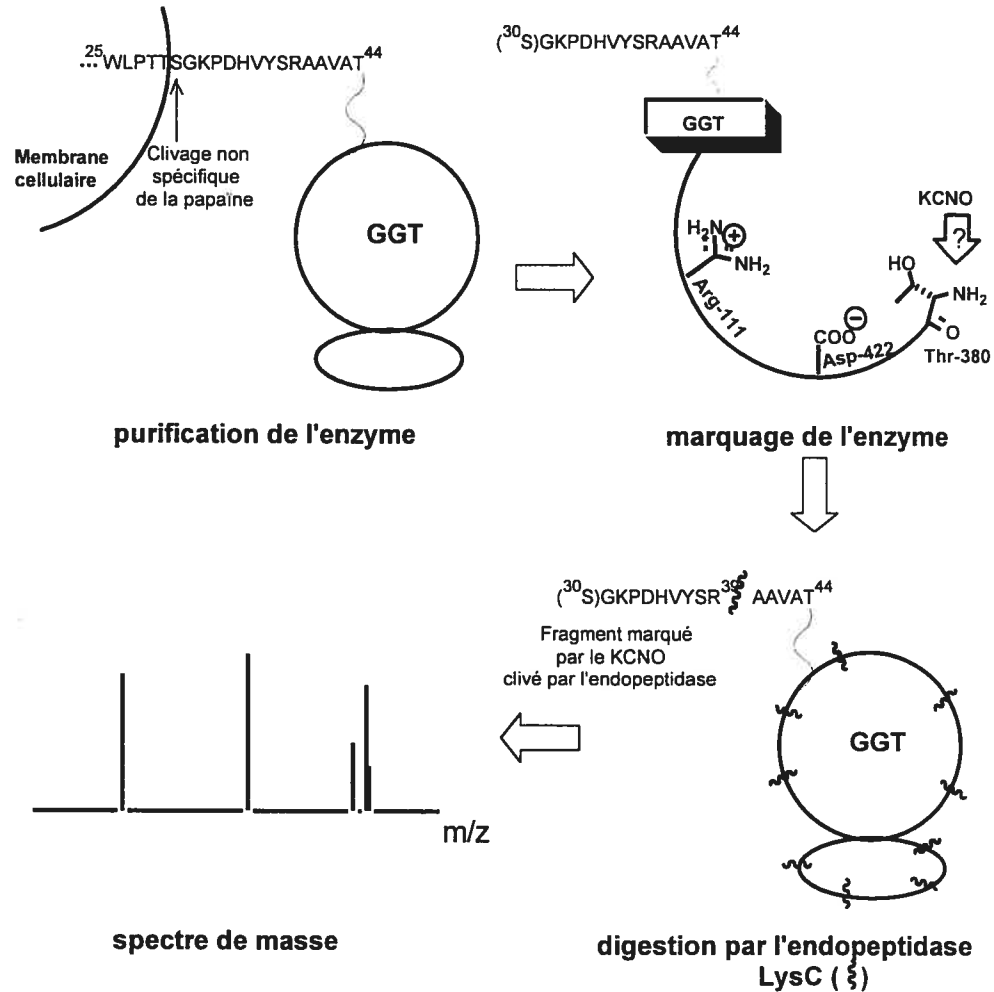 ...²⁵WLPTTSGKPDHVYSRAAVAT⁴⁴
Membrane
cellulaire
Clivage non
spécifique
de la papaïne
GGT
purification de l'enzyme
(³⁰S)GKPDHVYSRAAVAT⁴⁴
GGT
KCNO
?
H₂N
+
NH₂
Arg-111
HO
NH₂
O
Thr-380
COO
−
Asp-422
marquage de l'enzyme
(³⁰S)GKPDHVYSR³⁹ AAVAT⁴⁴
Fragment marqué
par le KCNO
clivé par l'endopeptidase
GGT
m/z
spectre de masse
digestion par l'endopeptidase
LysC ( )